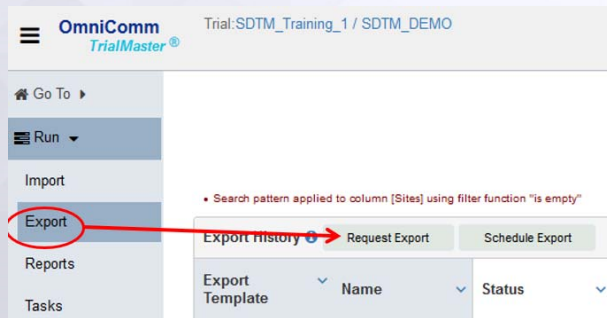 OmniComm
TrialMaster ®
Trial:SDTM_Training_1 / SDTM_DEMO
Go To
Run
Import
Export
Reports
Tasks
• Search pattern applied to column [Sites] using filter function "is empty"
Export History Request Export Schedule Export
Export Template Name Status